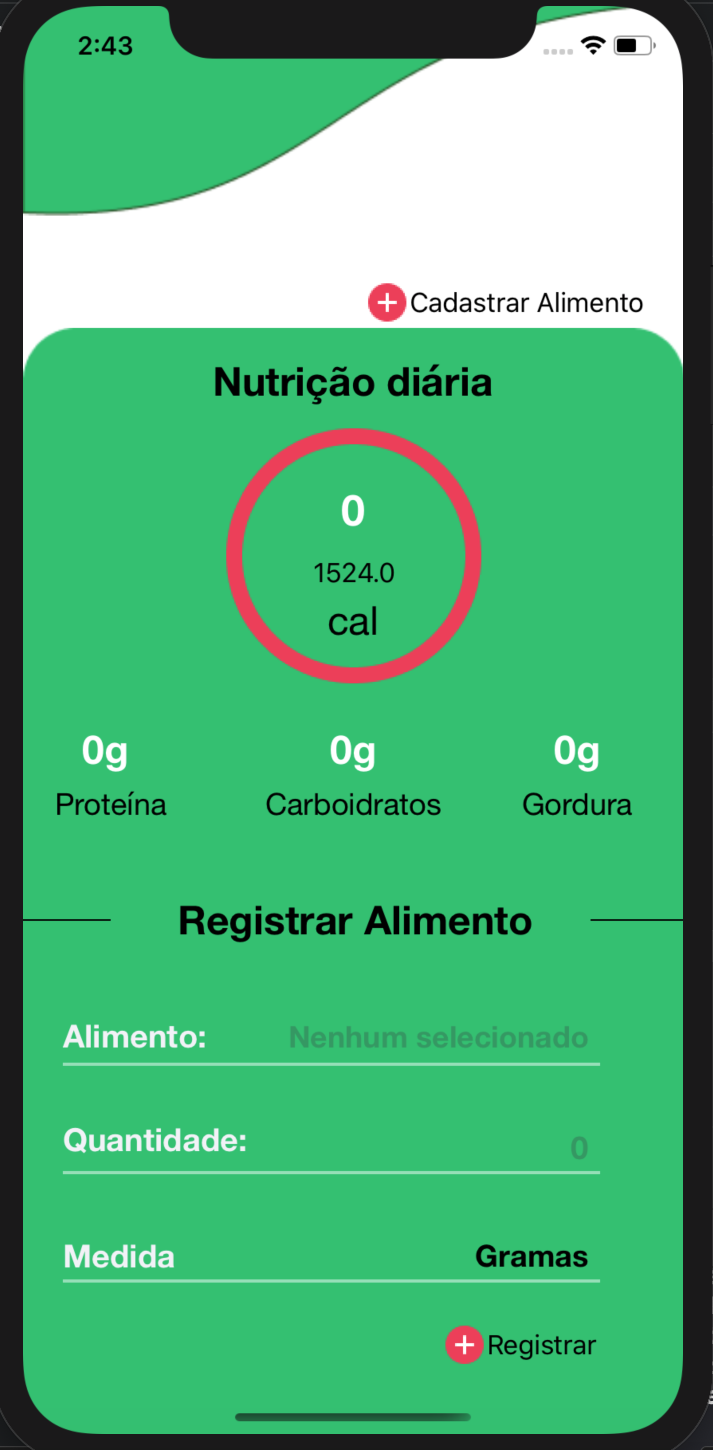 2:43
Cadastrar Alimento
Nutrição diária
0
1524.0
cal
0g 0g 0g
Proteína Carboidratos Gordura
Registrar Alimento
Alimento: Nenhum selecionado
Quantidade: 0
Medida Gramas
Registrar